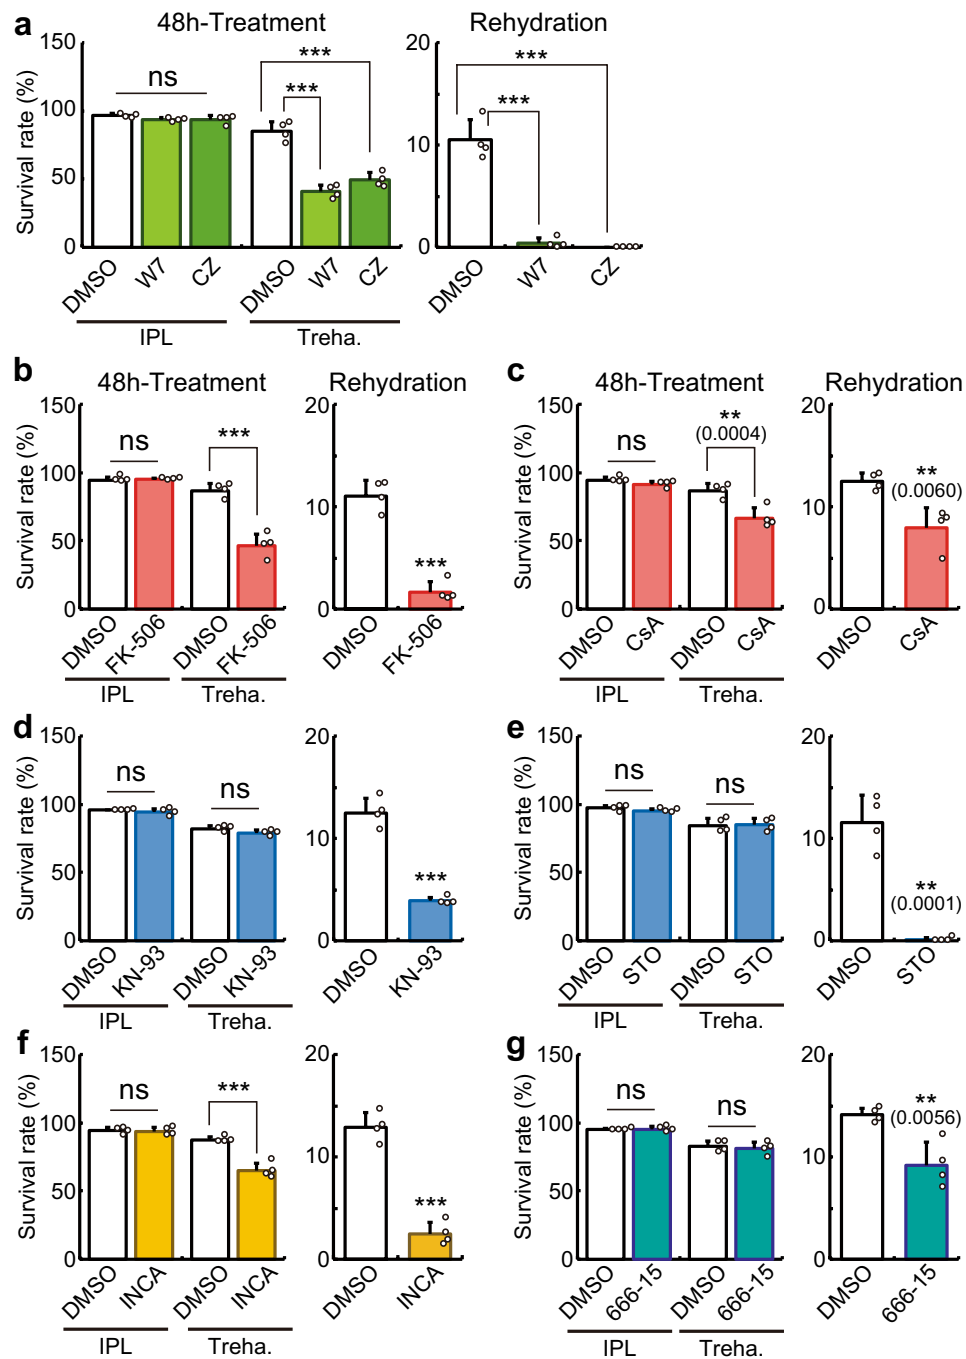 a
48h-Treatment
Rehydration
Survival rate (%)
150
100
50
0
ns
***
***
DMSO
W7
CZ
DMSO
W7
CZ
IPL
Treha.
20
10
0
***
***
DMSO
W7
CZ
b
48h-Treatment
Rehydration
Survival rate (%)
150
100
50
0
ns
***
DMSO
FK-506
DMSO
FK-506
IPL
Treha.
20
10
0
***
DMSO
FK-506
c
48h-Treatment
Rehydration
Survival rate (%)
150
100
50
0
ns
**
(0.0004)
DMSO
CsA
DMSO
CsA
IPL
Treha.
20
10
0
**
(0.0060)
DMSO
CsA
d
Survival rate (%)
150
100
50
0
ns
ns
DMSO
KN-93
DMSO
KN-93
IPL
Treha.
20
10
0
***
DMSO
KN-93
e
Survival rate (%)
150
100
50
0
ns
ns
DMSO
STO
DMSO
STO
IPL
Treha.
20
10
0
**
(0.0001)
DMSO
STO
f
Survival rate (%)
150
100
50
0
ns
***
DMSO
INCA
DMSO
INCA
IPL
Treha.
20
10
0
***
DMSO
INCA
g
Survival rate (%)
150
100
50
0
ns
ns
DMSO
666-15
DMSO
666-15
IPL
Treha.
20
10
0
**
(0.0056)
DMSO
666-15